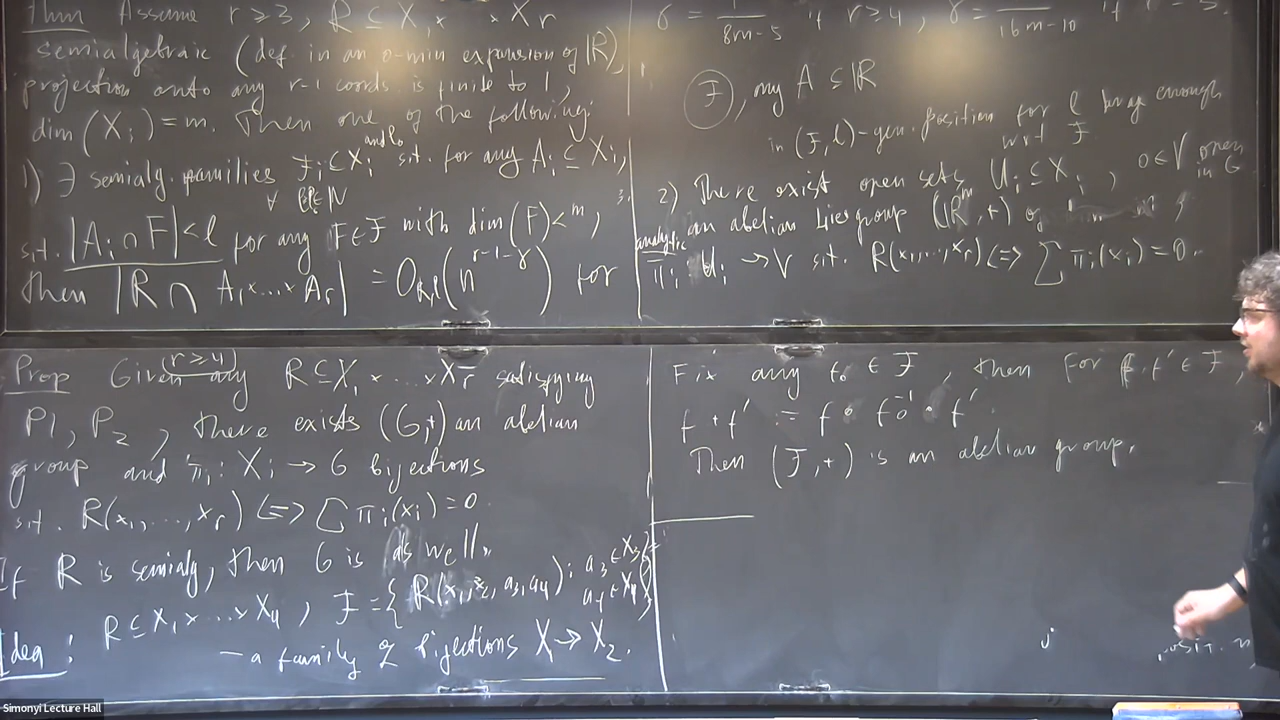 Thm Assume r ≥ 3, R ⊆ X₁ × ... × Xr
semialgebraic (def. in an o-min expansion of ℝ),
projection onto any r-1 coords is finite to 1,
dim (Xᵢ) = m. Then one of the following:
1) ∃ semialg. families ℱᵢ ⊆ Xᵢ and l₀ s.t. for any Aᵢ ⊆ Xᵢ,
s.t. |Aᵢ ∩ F| < l for any F ∈ ℱ with dim(F) < m,
then |R ∩ A₁ × ... × Ar| = O_{R,l}(n^{r-1-γ}) for
γ = 1/(8m-5) if r ≥ 4, γ = 1/(16m-10) if r = 3.
ℱ, any A ⊆ ℝ
in (ℱ, l)-gen. position for l large enough
w.r.t ℱ
2) There exist open sets Uᵢ ⊆ Xᵢ, 0 ∈ V open in G
an abelian Lie group (ℝᵐ, +) of
analytic πᵢ: Uᵢ → V s.t. R(x₁, ..., xr) ⟺ ∑ πᵢ(xᵢ) = 0.
Prop (r ≥ 4) Given any R ⊆ X₁ × ... × Xr satisfying
P1, P2, there exists (G, +) an abelian
group and πᵢ: Xᵢ → G bijections
s.t. R(x₁, ..., xr) ⟺ ∑ πᵢ(xᵢ) = 0.
If R is semialg, then G is as well.
Idea: R ⊆ X₁ × ... × X₄, ℱ = {R(x₁, x₂, a₃, a₄): a₃ ∈ X₃, a₄ ∈ X₄}
- a family of bijections X → X₂.
Fix any f₀ ∈ ℱ, then for f, f' ∈ ℱ,
f + f' := f ∘ f₀⁻¹ ∘ f'.
Then (ℱ, +) is an abelian group.
Simonyi Lecture Hall